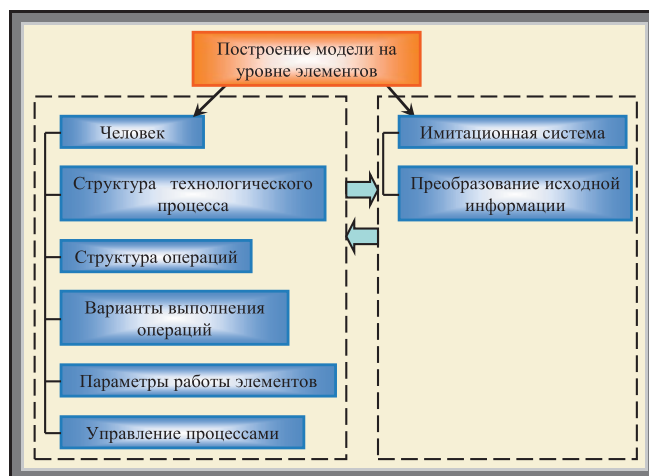 Построение модели на
уровне элементов
Человек
Структура технологического
процесса
Структура операций
Варианты выполнения
операций
Параметры работы элементов
Управление процессами
Имитационная система
Преобразование исходной
информации